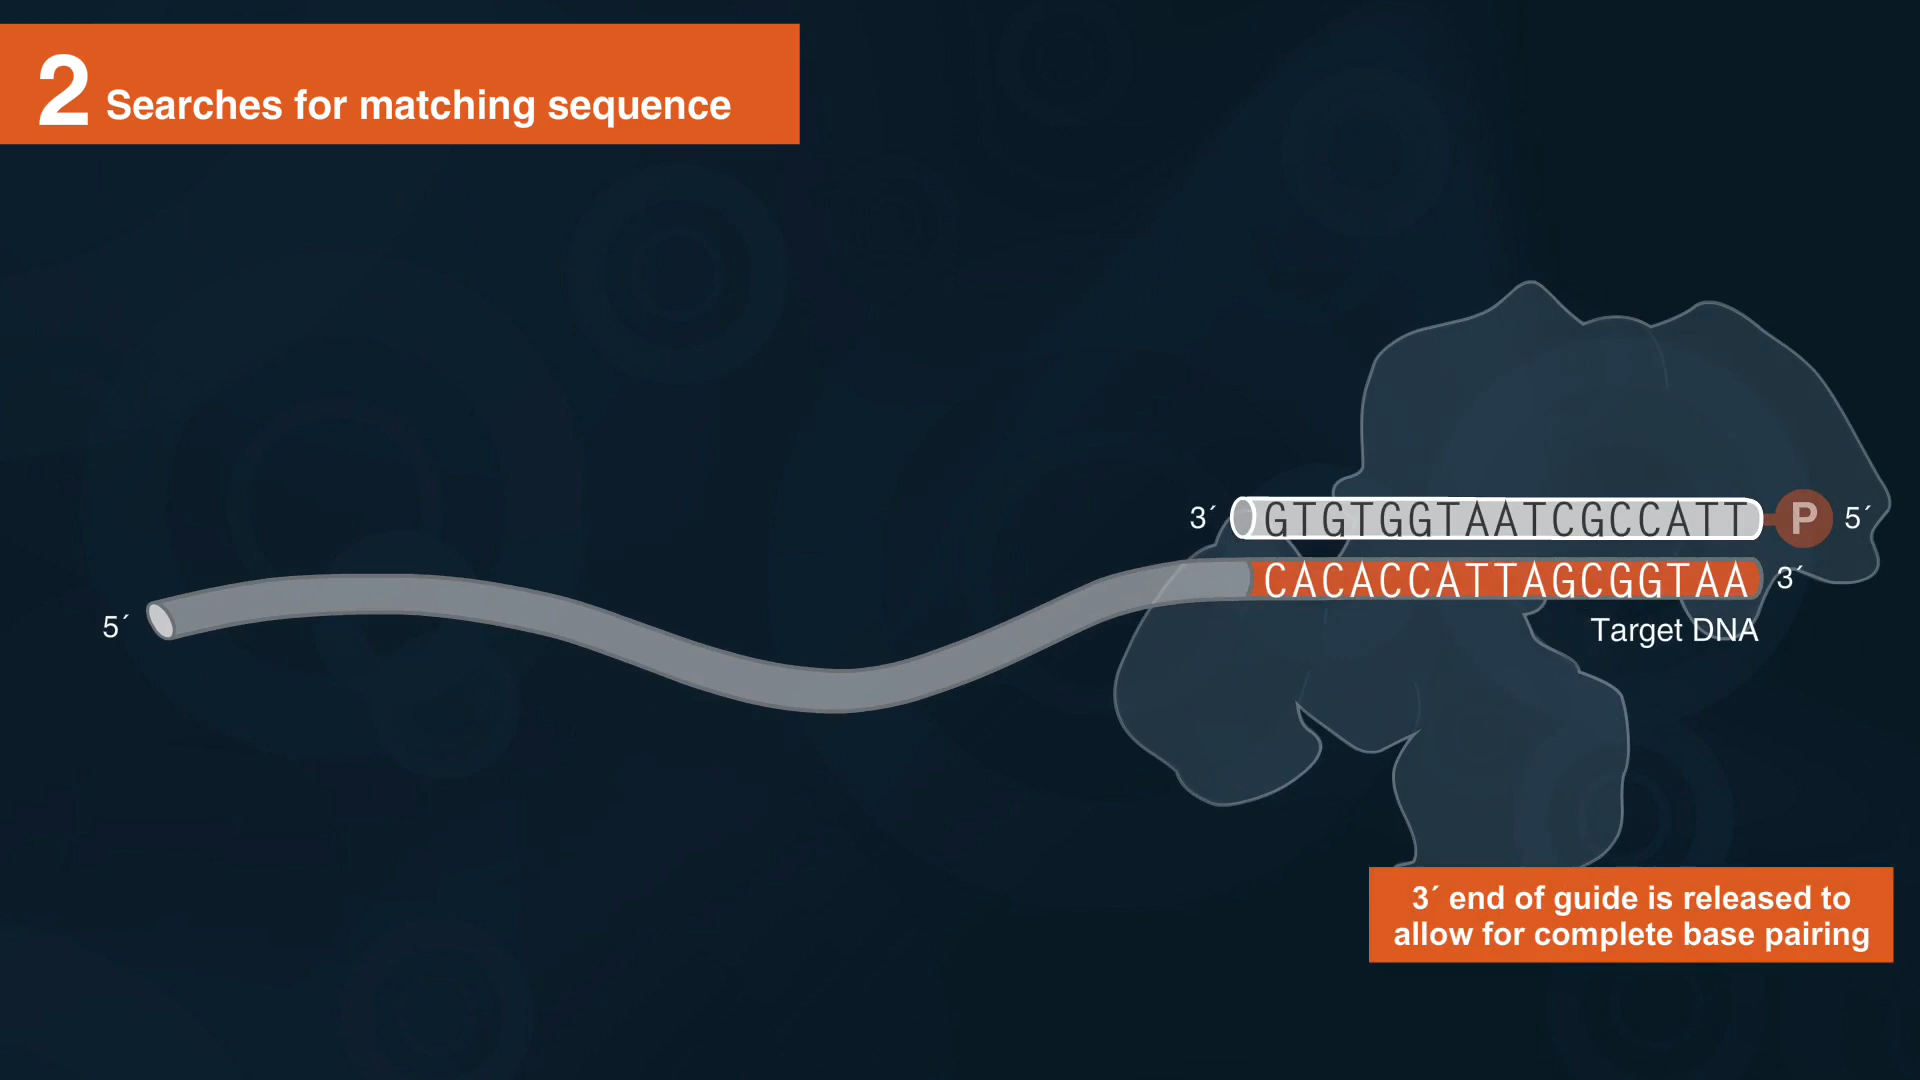 2 Searches for matching sequence
3´ GTGTGGTAATCGCCATT P 5´
5´ CACACCATTAGCGGTAA 3´
Target DNA
3´ end of guide is released to
allow for complete base pairing